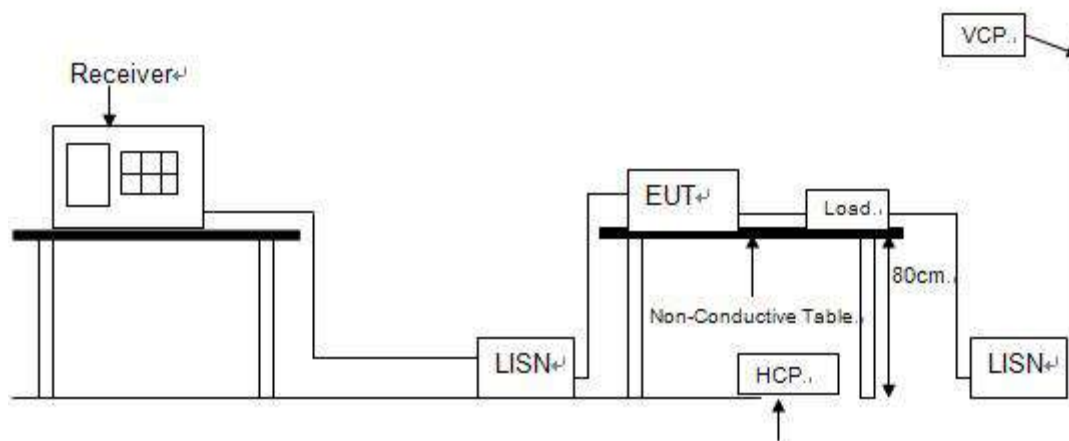 VCP.
Receiver
EUT
Load.
80cm.
Non-Conductive Table.
LISN
HCP.
LISN